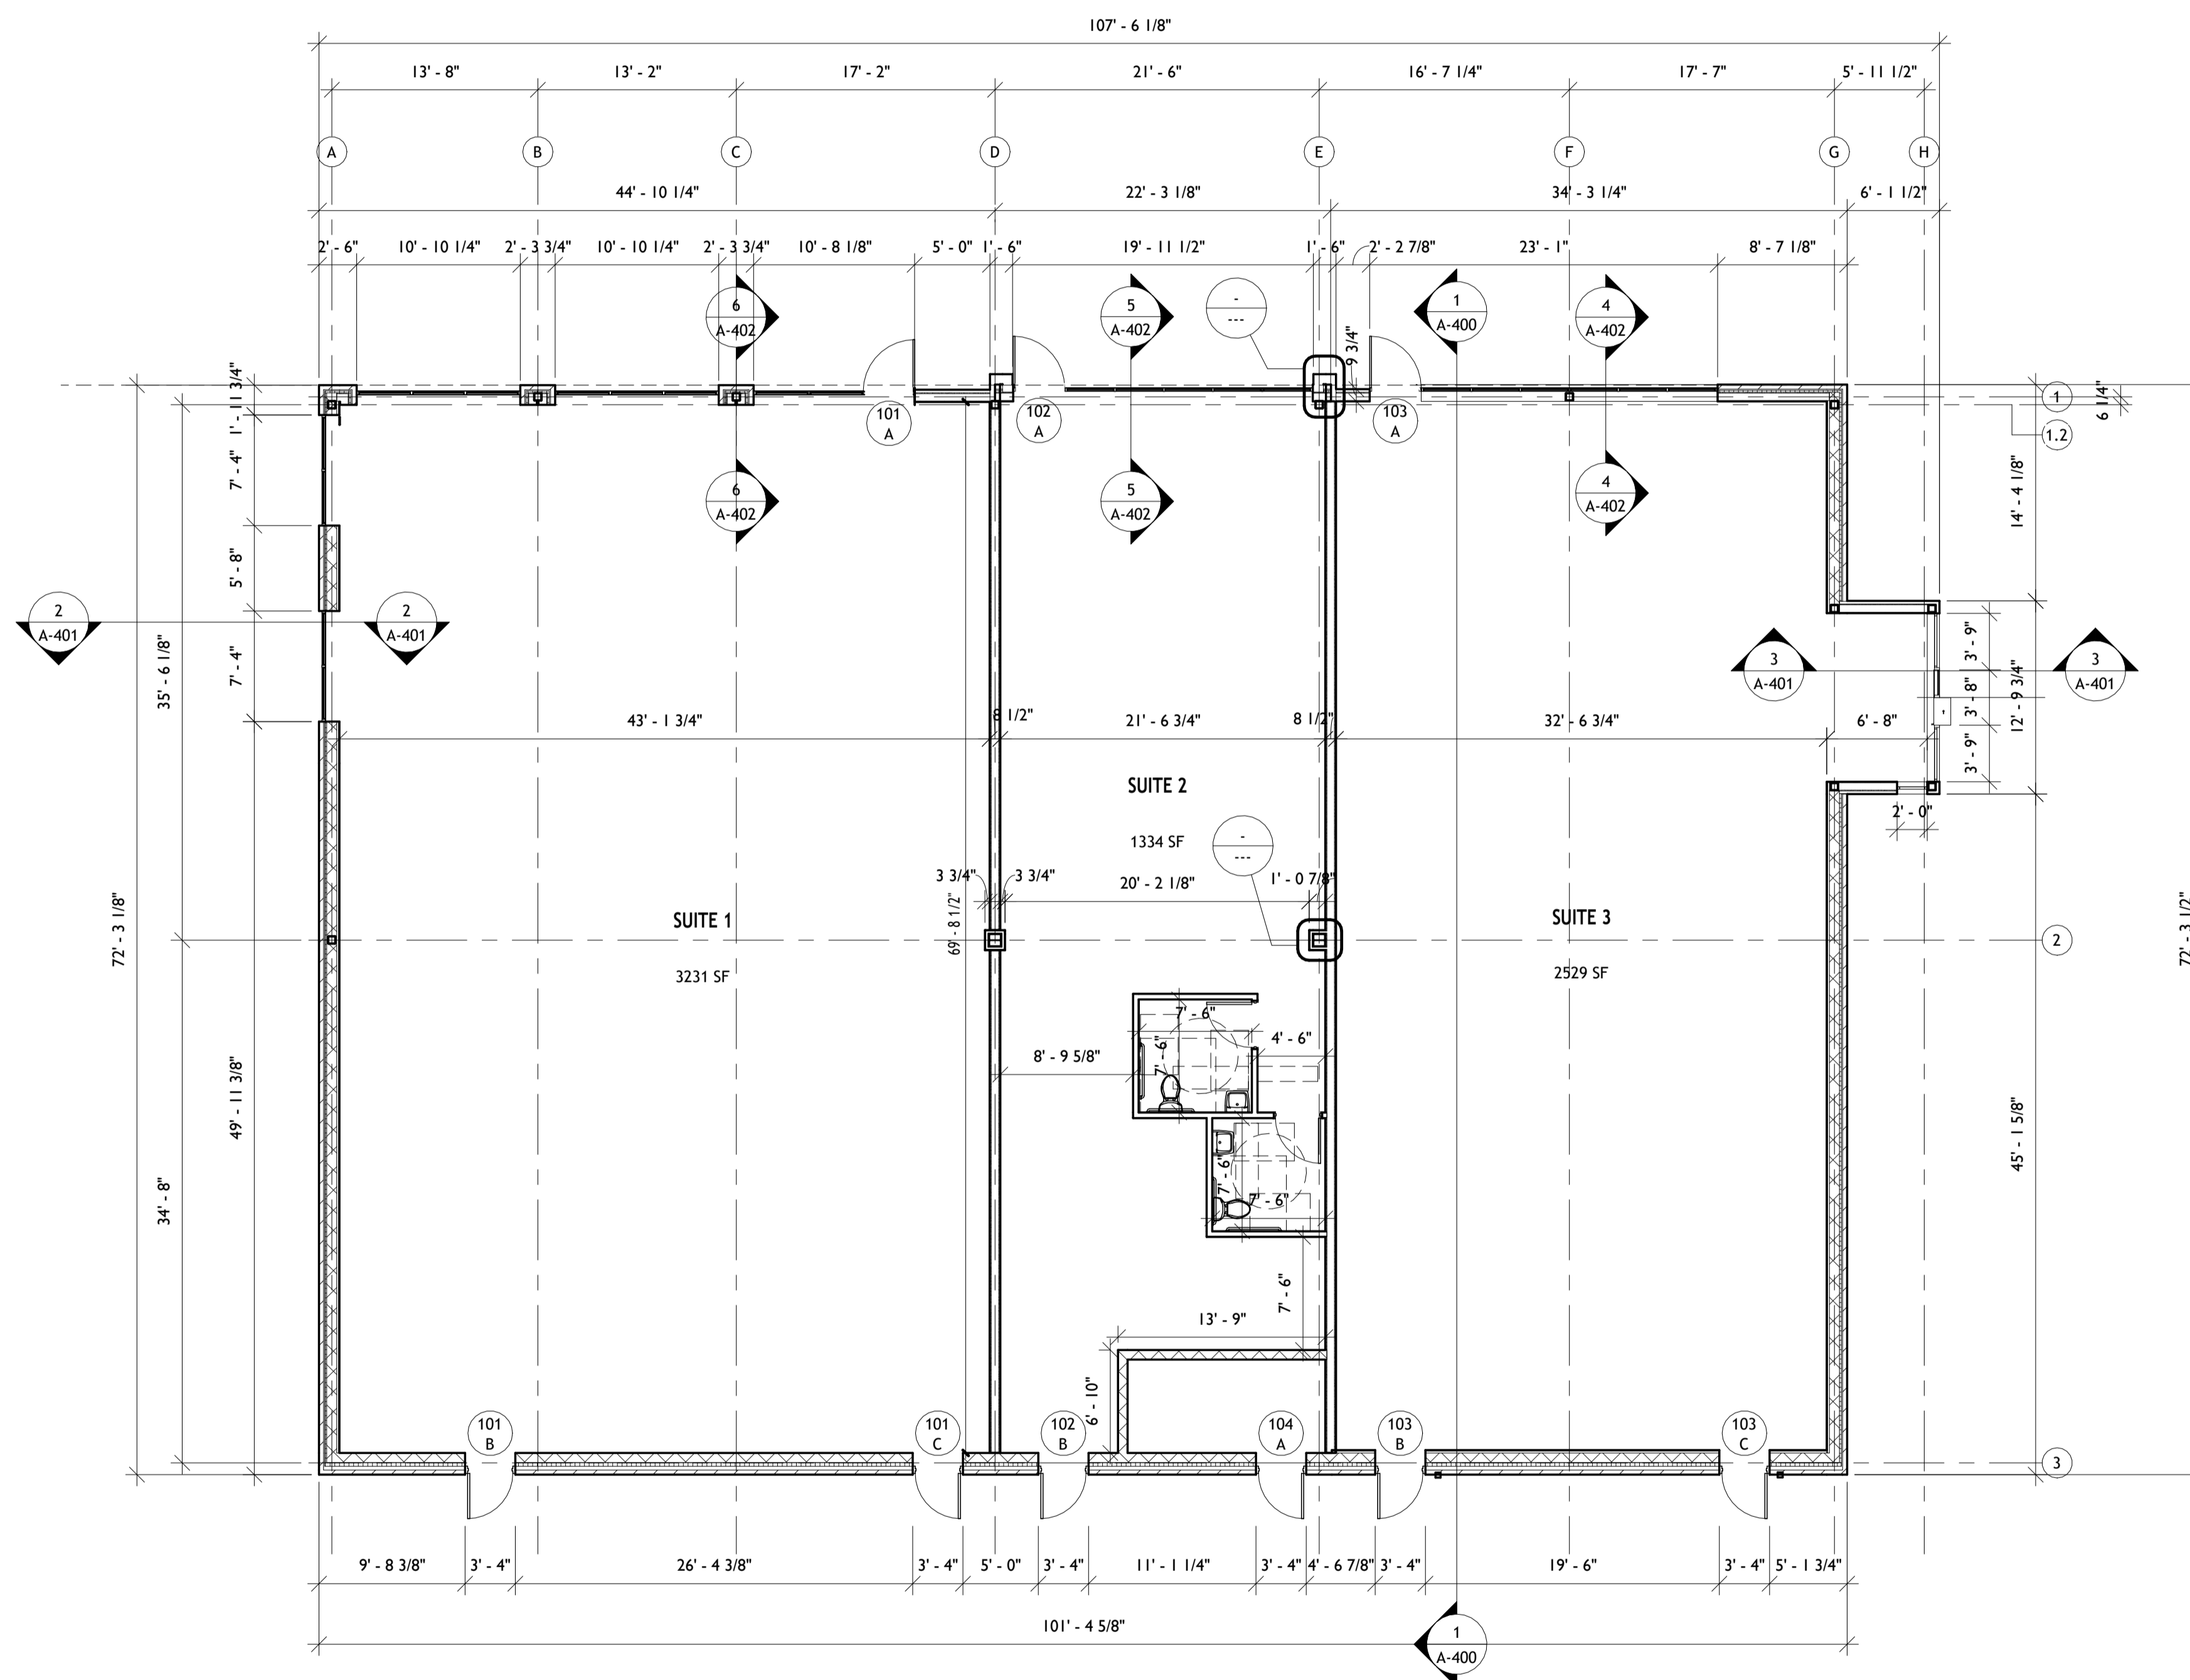 107' - 6 1/8"
13' - 8"
13' - 2"
17' - 2"
21' - 6"
16' - 7 1/4"
17' - 7"
5' - 11 1/2"
A
B
C
D
E
F
G
H
44' - 10 1/4"
22' - 3 1/8"
34' - 3 1/4"
6' - 1 1/2"
2' - 6"
10' - 10 1/4"
2' - 3 3/4"
10' - 10 1/4"
2' - 3 3/4"
10' - 8 1/8"
5' - 0"
1' - 6"
19' - 11 1/2"
1' - 6"
2' - 2 7/8"
23' - 1"
8' - 7 1/8"
6
A-402
5
A-402
-
---
1
A-400
4
A-402
9 3/4"
1' - 11 3/4"
1
6 1/4"
1.2
101
A
102
A
103
A
7' - 4"
6
A-402
5
A-402
4
A-402
14' - 4 1/8"
5' - 8"
2
A-401
2
A-401
7' - 4"
35' - 6 1/8"
3
A-401
3
A-401
3' - 9"
3' - 8"
12' - 9 3/4"
3' - 9"
43' - 1 3/4"
8 1/2"
21' - 6 3/4"
8 1/2"
32' - 6 3/4"
6' - 8"
SUITE 2
1334 SF
-
---
2' - 0"
3 3/4"
3 3/4"
20' - 2 1/8"
1' - 0 7/8"
SUITE 1
3231 SF
69' - 8 1/2"
SUITE 3
2529 SF
72' - 3 1/8"
2
72' - 3 1/2"
7' - 6"
7' - 6"
8' - 9 5/8"
4' - 6"
49' - 11 3/8"
45' - 1 5/8"
34' - 8"
7' - 6"
7' - 6"
7' - 6"
13' - 9"
6' - 10"
101
B
101
C
102
B
104
A
103
B
103
C
3
9' - 8 3/8"
3' - 4"
26' - 4 3/8"
3' - 4"
5' - 0"
3' - 4"
11' - 1 1/4"
3' - 4"
4' - 6 7/8"
3' - 4"
19' - 6"
3' - 4"
5' - 1 3/4"
101' - 4 5/8"
1
A-400